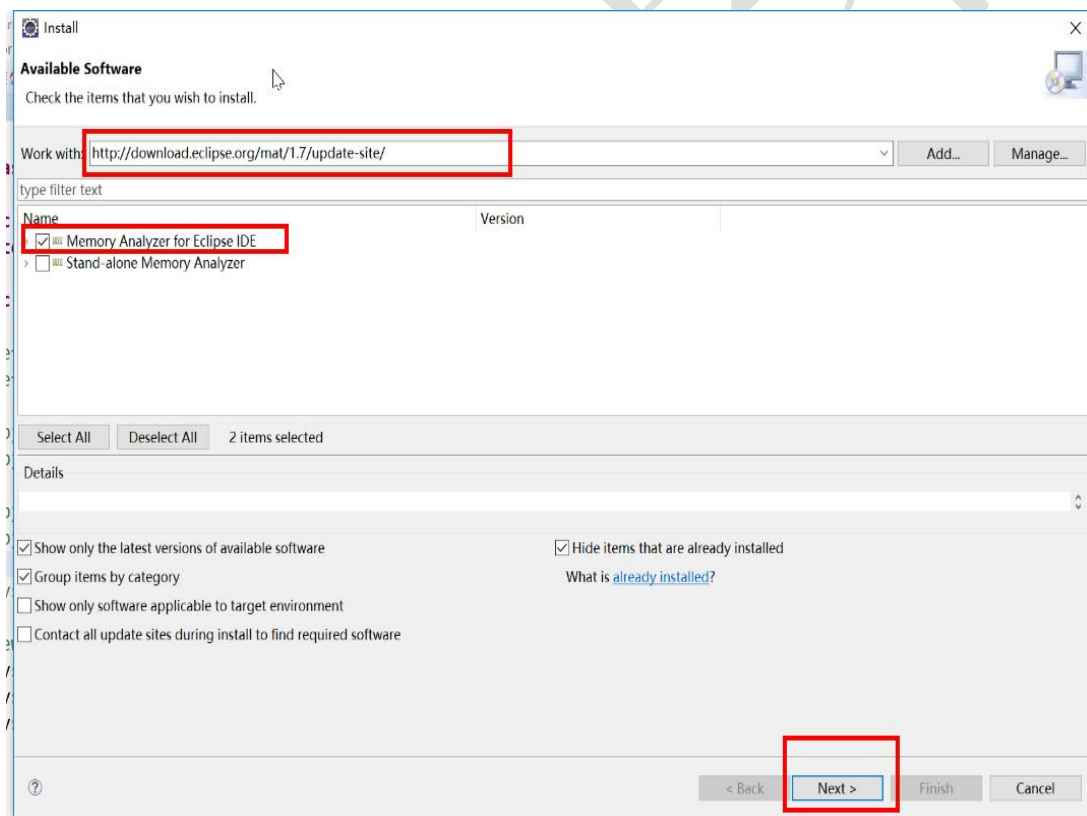 Install
Available Software
Check the items that you wish to install.
Work with: http://download.eclipse.org/mat/1.7/update-site/
Add...
Manage...
type filter text
Name Version
Memory Analyzer for Eclipse IDE
Stand-alone Memory Analyzer
Select All Deselect All 2 items selected
Details
Show only the latest versions of available software
Hide items that are already installed
Group items by category
What is already installed?
Show only software applicable to target environment
Contact all update sites during install to find required software
< Back Next > Finish Cancel